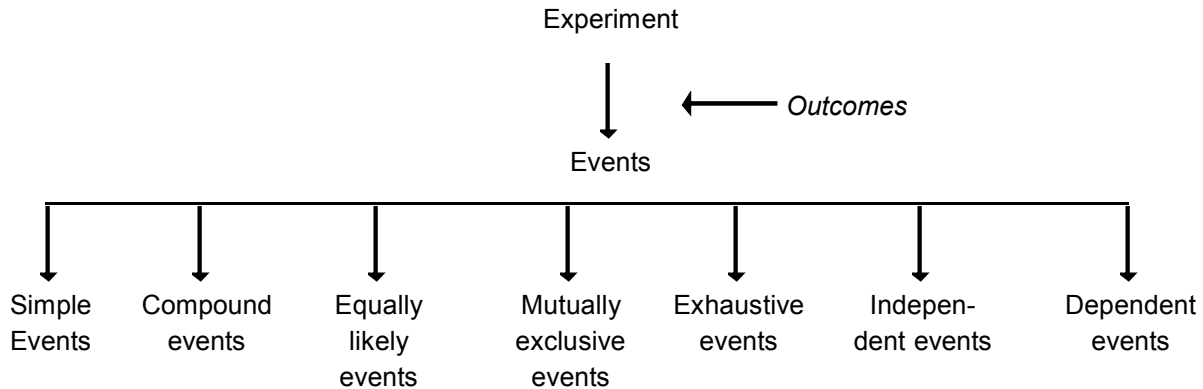 Experiment
Outcomes
Events
Simple
Events
Compound
events
Equally
likely
events
Mutually
exclusive
events
Exhaustive
events
Indepen-
dent events
Dependent
events